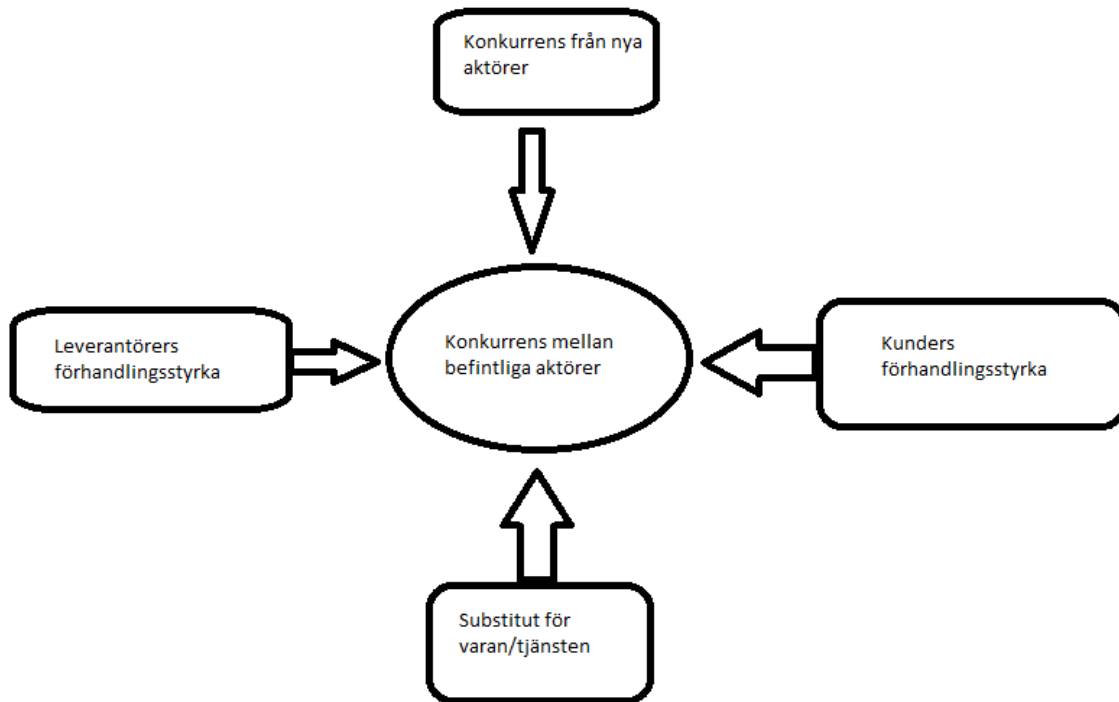 Konkurrens från nya
aktörer
Leverantörers
förhandlingsstyrka
Konkurrens mellan
befintliga aktörer
Kunders
förhandlingsstyrka
Substitut för
varan/tjänsten